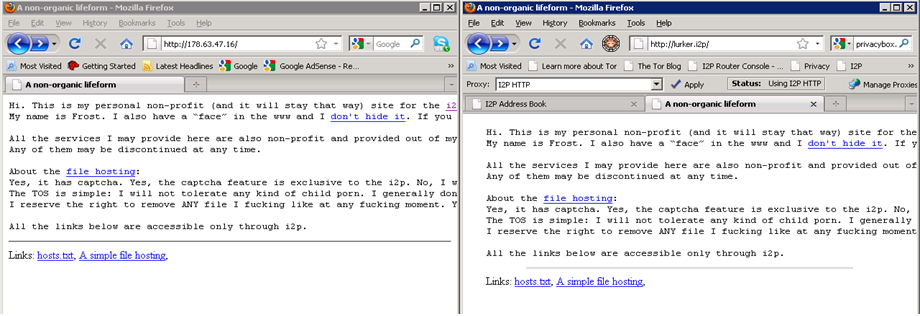 A non-organic lifeform - Mozilla Firefox
File Edit View History Bookmarks Tools Help
http://178.63.47.16/
Google
Most Visited Getting Started Latest Headlines Google Google AdSense - Re...
A non-organic lifeform
Hi. This is my personal non-profit (and it will stay that way) site for the i2
My name is Frost. I also have a "face" in the www and I don't hide it. If you
All the services I may provide here are also non-profit and provided out of my
Any of them may be discontinued at any time.
About the file hosting:
Yes, it has captcha. Yes, the captcha feature is exclusive to the i2p. No, I w
The TOS is simple: I will not tolerate any kind of child porn. I generally don
I reserve the right to remove ANY file I fucking like at any fucking moment. Y
All the links below are accessible only through i2p.
Links: hosts.txt, A simple file hosting,
A non-organic lifeform - Mozilla Firefox
File Edit View History Bookmarks Tools Help
http://lurker.i2p/
privacybox.
Most Visited Learn more about Tor The Tor Blog I2P Router Console - ... Privacy I2P
Proxy: I2P HTTP Apply Status: Using I2P HTTP Manage Proxies
I2P Address Book
A non-organic lifeform
Hi. This is my personal non-profit (and it will stay that way) site for the
My name is Frost. I also have a "face" in the www and I don't hide it. If y
All the services I may provide here are also non-profit and provided out of
Any of them may be discontinued at any time.
About the file hosting:
Yes, it has captcha. Yes, the captcha feature is exclusive to the i2p. No,
The TOS is simple: I will not tolerate any kind of child porn. I generally
I reserve the right to remove ANY file I fucking like at any fucking moment
All the links below are accessible only through i2p.
Links: hosts.txt, A simple file hosting,